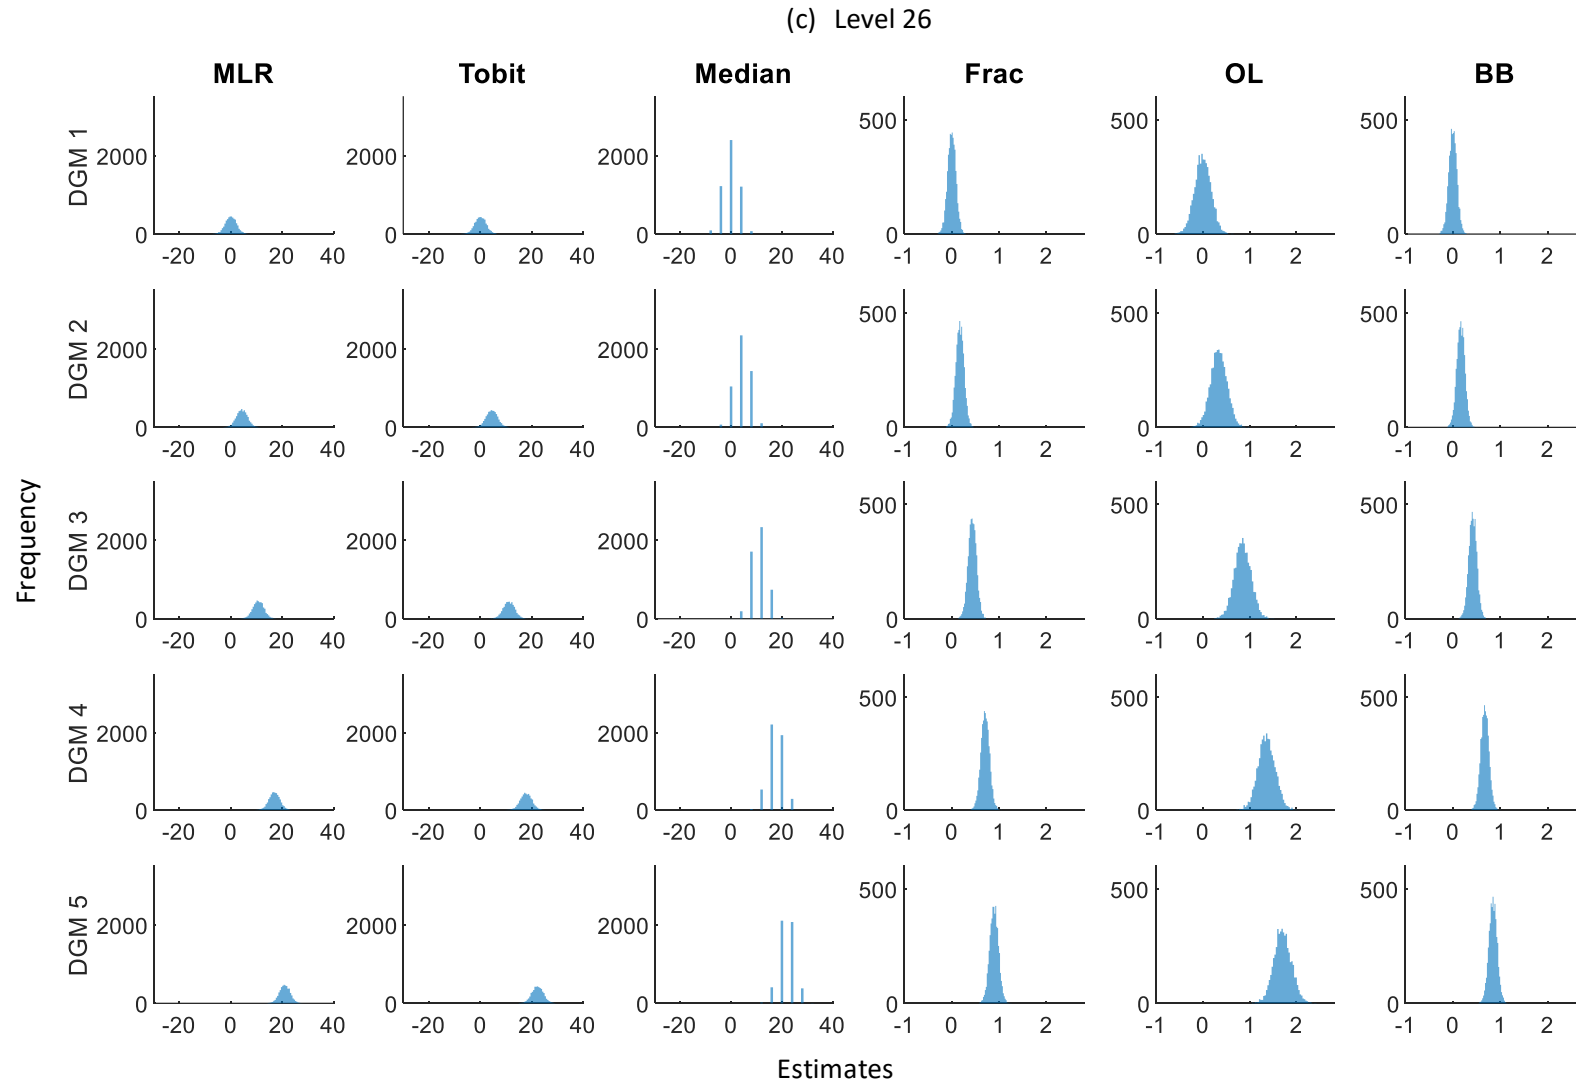 (c) Level 26
MLR Tobit Median Frac OL BB
DGM 1
2000 2000 2000 500 500 500
0 0 0 0 0 0
-20 0 20 40 -20 0 20 40 -20 0 20 40 -1 0 1 2 -1 0 1 2 -1 0 1 2
DGM 2
2000 2000 2000 500 500 500
0 0 0 0 0 0
-20 0 20 40 -20 0 20 40 -20 0 20 40 -1 0 1 2 -1 0 1 2 -1 0 1 2
Frequency
DGM 3
2000 2000 2000 500 500 500
0 0 0 0 0 0
-20 0 20 40 -20 0 20 40 -20 0 20 40 -1 0 1 2 -1 0 1 2 -1 0 1 2
DGM 4
2000 2000 2000 500 500 500
0 0 0 0 0 0
-20 0 20 40 -20 0 20 40 -20 0 20 40 -1 0 1 2 -1 0 1 2 -1 0 1 2
DGM 5
2000 2000 2000 500 500 500
0 0 0 0 0 0
-20 0 20 40 -20 0 20 40 -20 0 20 40 -1 0 1 2 -1 0 1 2 -1 0 1 2
Estimates